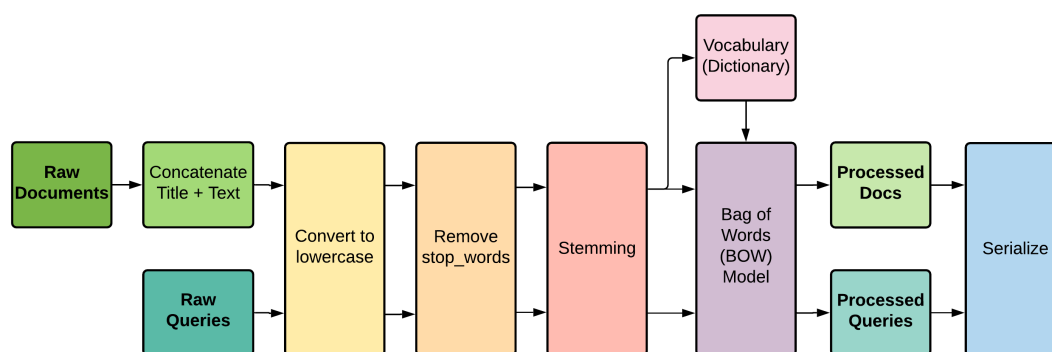 Vocabulary
(Dictionary)
Raw
Documents
Concatenate
Title + Text
Convert to
lowercase
Remove
stop_words
Stemming
Bag of
Words
(BOW)
Model
Processed
Docs
Serialize
Raw
Queries
Processed
Queries